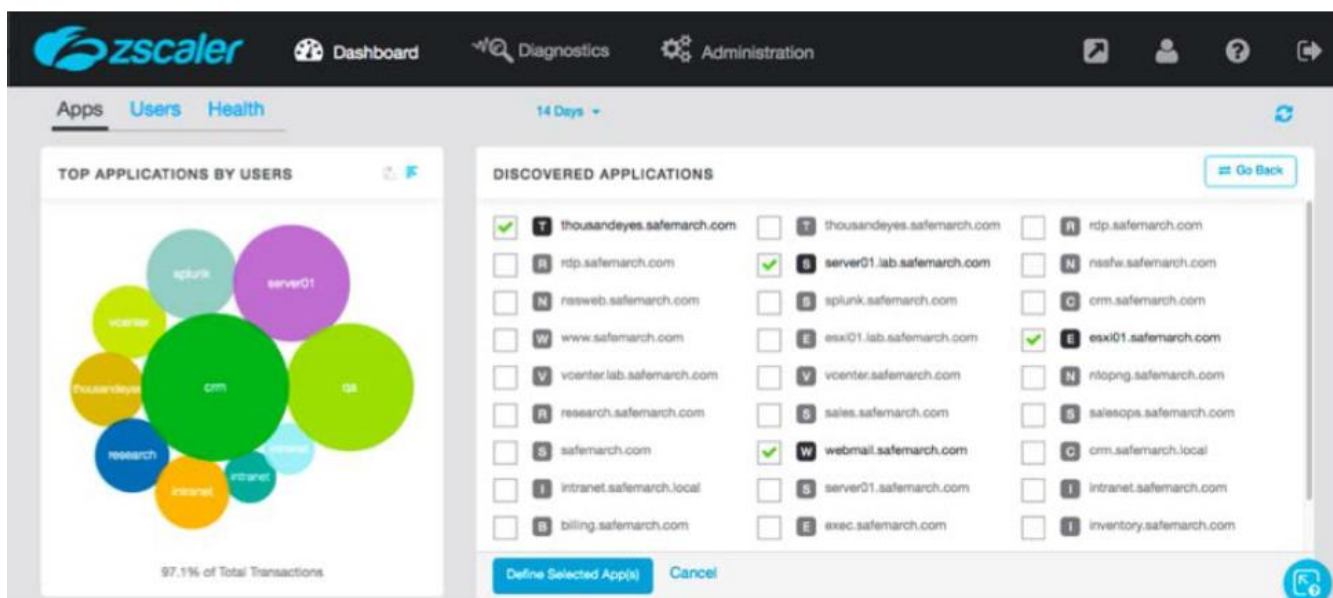 zscaler Dashboard Diagnostics Administration
Apps Users Health 14 Days
TOP APPLICATIONS BY USERS
splunk
server01
vcenter
crm
qa
thousandeyes
research
intranet
intranet
intranet
97.1% of Total Transactions
DISCOVERED APPLICATIONS Go Back
T thousandeyes.safemarch.com T thousandeyes.safemarch.com R rdp.safemarch.com
R rdp.safemarch.com S server01.lab.safemarch.com N nssfw.safemarch.com
N nssweb.safemarch.com S splunk.safemarch.com C crm.safemarch.com
W www.safemarch.com E esxi01.lab.safemarch.com E esxi01.safemarch.com
V vcenter.lab.safemarch.com V vcenter.safemarch.com N ntopng.safemarch.com
R research.safemarch.com S sales.safemarch.com S salesops.safemarch.com
S safemarch.com W webmail.safemarch.com C crm.safemarch.local
I intranet.safemarch.local S server01.safemarch.com I intranet.safemarch.com
B billing.safemarch.com E exec.safemarch.com I inventory.safemarch.com
Define Selected App(s) Cancel